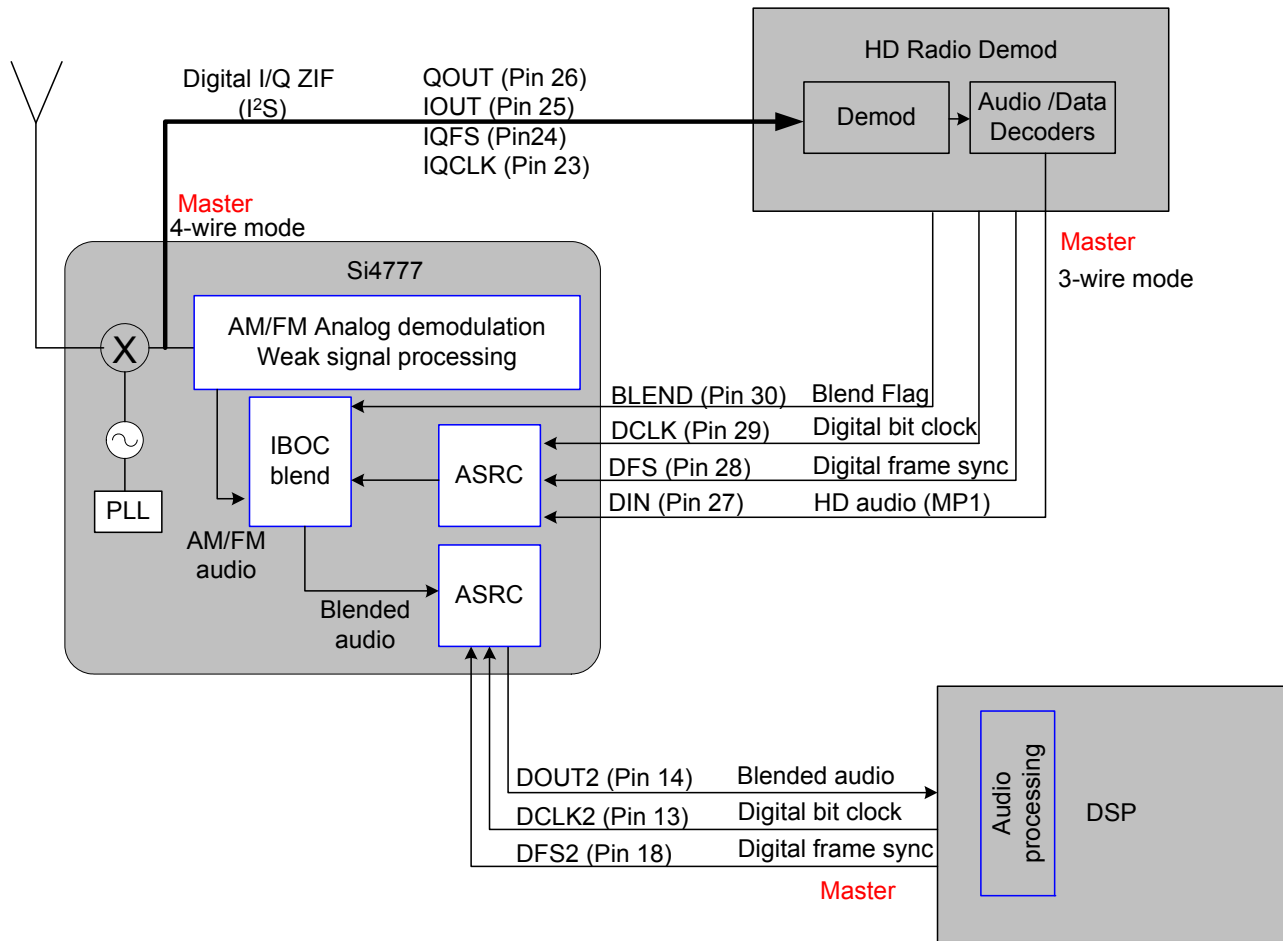 HD Radio Demod
Digital I/Q ZIF
(I²S)
QOUT (Pin 26)
IOUT (Pin 25)
IQFS (Pin24)
IQCLK (Pin 23)
Demod
Audio /Data
Decoders
Master
4-wire mode
Master
3-wire mode
Si4777
AM/FM Analog demodulation
Weak signal processing
X
PLL
IBOC
blend
ASRC
BLEND (Pin 30) Blend Flag
DCLK (Pin 29) Digital bit clock
DFS (Pin 28) Digital frame sync
DIN (Pin 27) HD audio (MP1)
AM/FM
audio
Blended
audio
ASRC
DOUT2 (Pin 14) Blended audio
DCLK2 (Pin 13) Digital bit clock
DFS2 (Pin 18) Digital frame sync
Master
Audio
processing
DSP